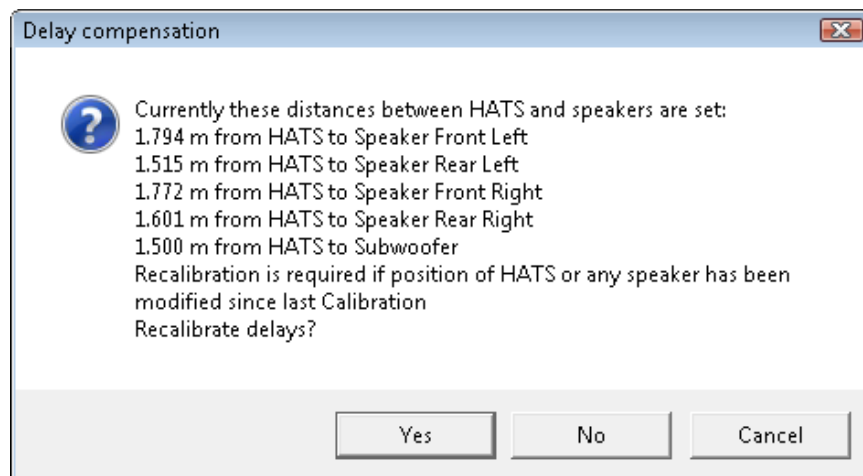 Delay compensation
Currently these distances between HATS and speakers are set:
1.794 m from HATS to Speaker Front Left
1.515 m from HATS to Speaker Rear Left
1.772 m from HATS to Speaker Front Right
1.601 m from HATS to Speaker Rear Right
1.500 m from HATS to Subwoofer
Recalibration is required if position of HATS or any speaker has been
modified since last Calibration
Recalibrate delays?
Yes No Cancel